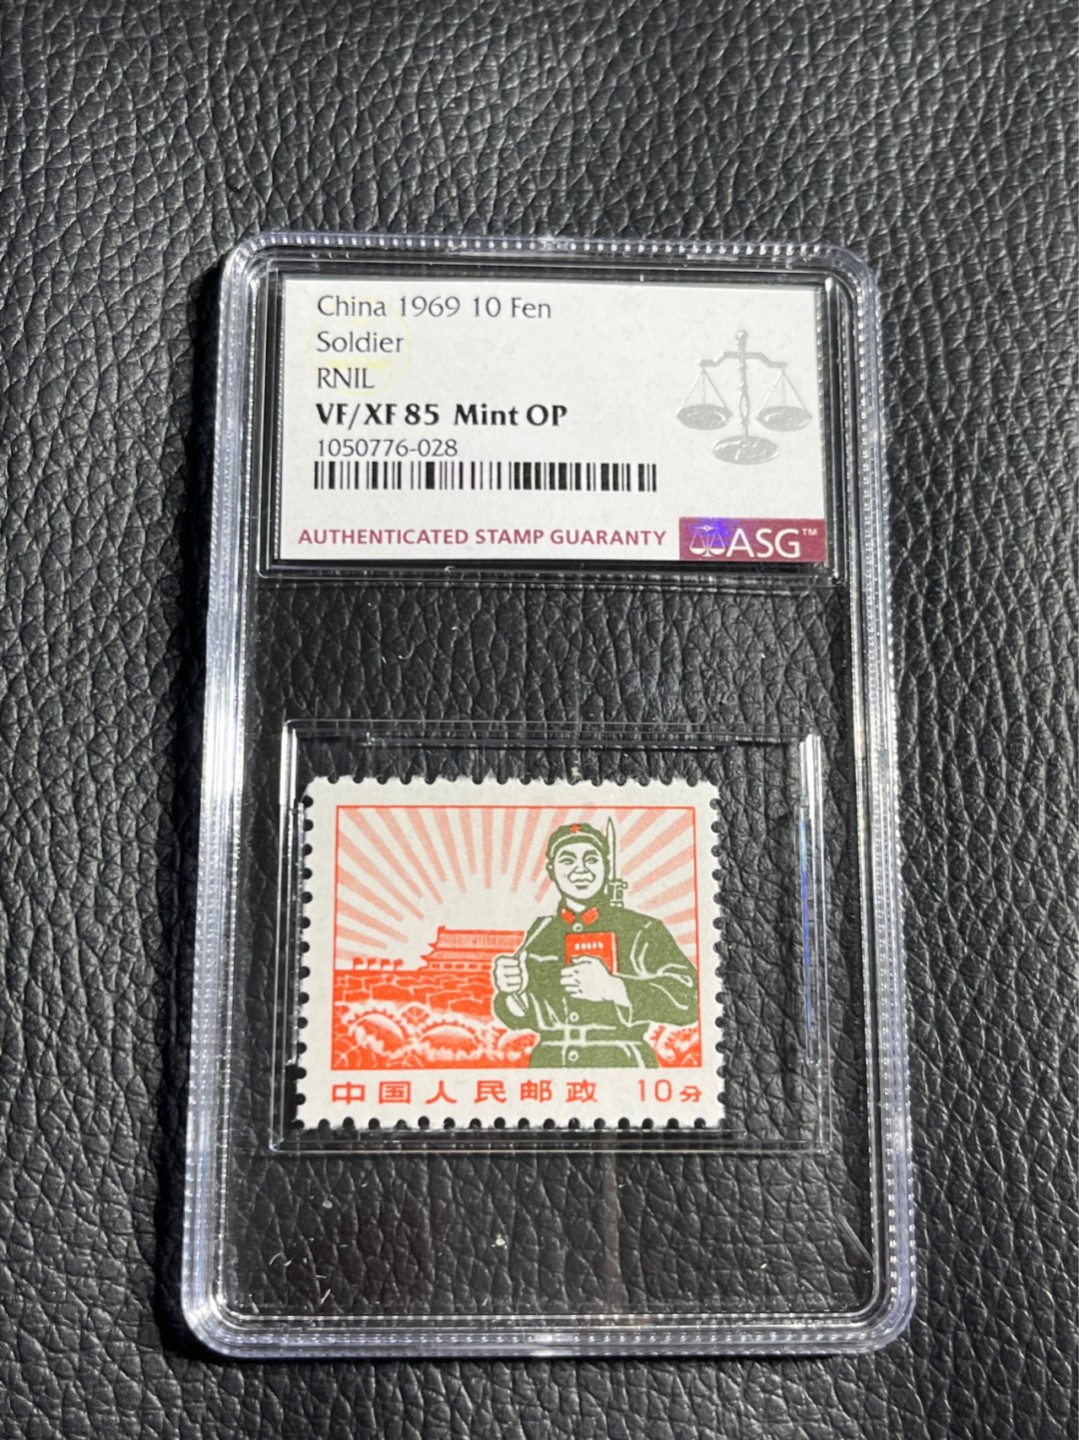 China 1969 10 Fen
Soldier
RNIL
VF/XF 85 Mint OP
1050776-028
AUTHENTICATED STAMP GUARANTY
ASG™
中国人民邮政 10分